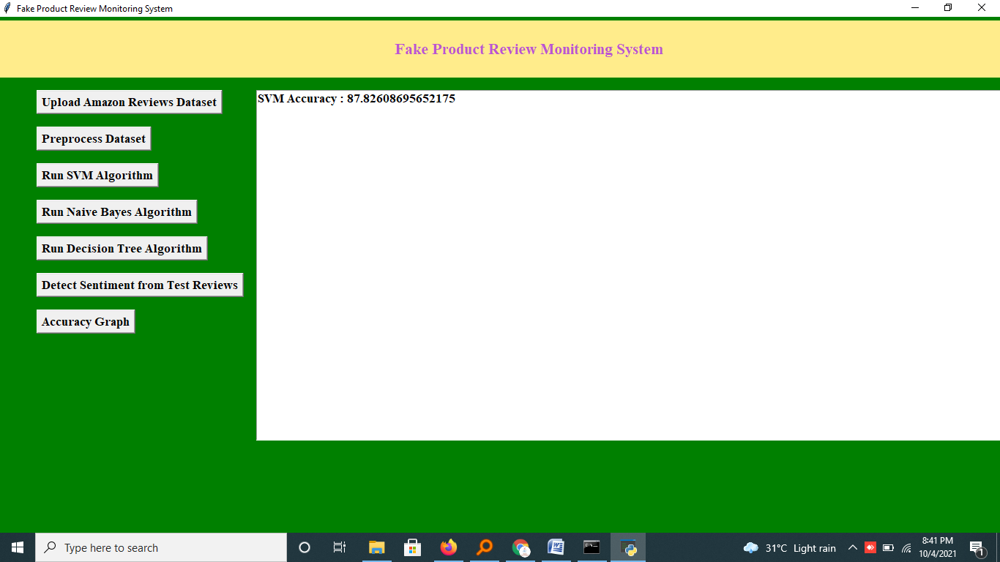 Fake Product Review Monitoring System
Fake Product Review Monitoring System
Upload Amazon Reviews Dataset
SVM Accuracy : 87.82608695652175
Preprocess Dataset
Run SVM Algorithm
Run Naive Bayes Algorithm
Run Decision Tree Algorithm
Detect Sentiment from Test Reviews
Accuracy Graph
Type here to search
31°C Light rain
8:41 PM
10/4/2021
1